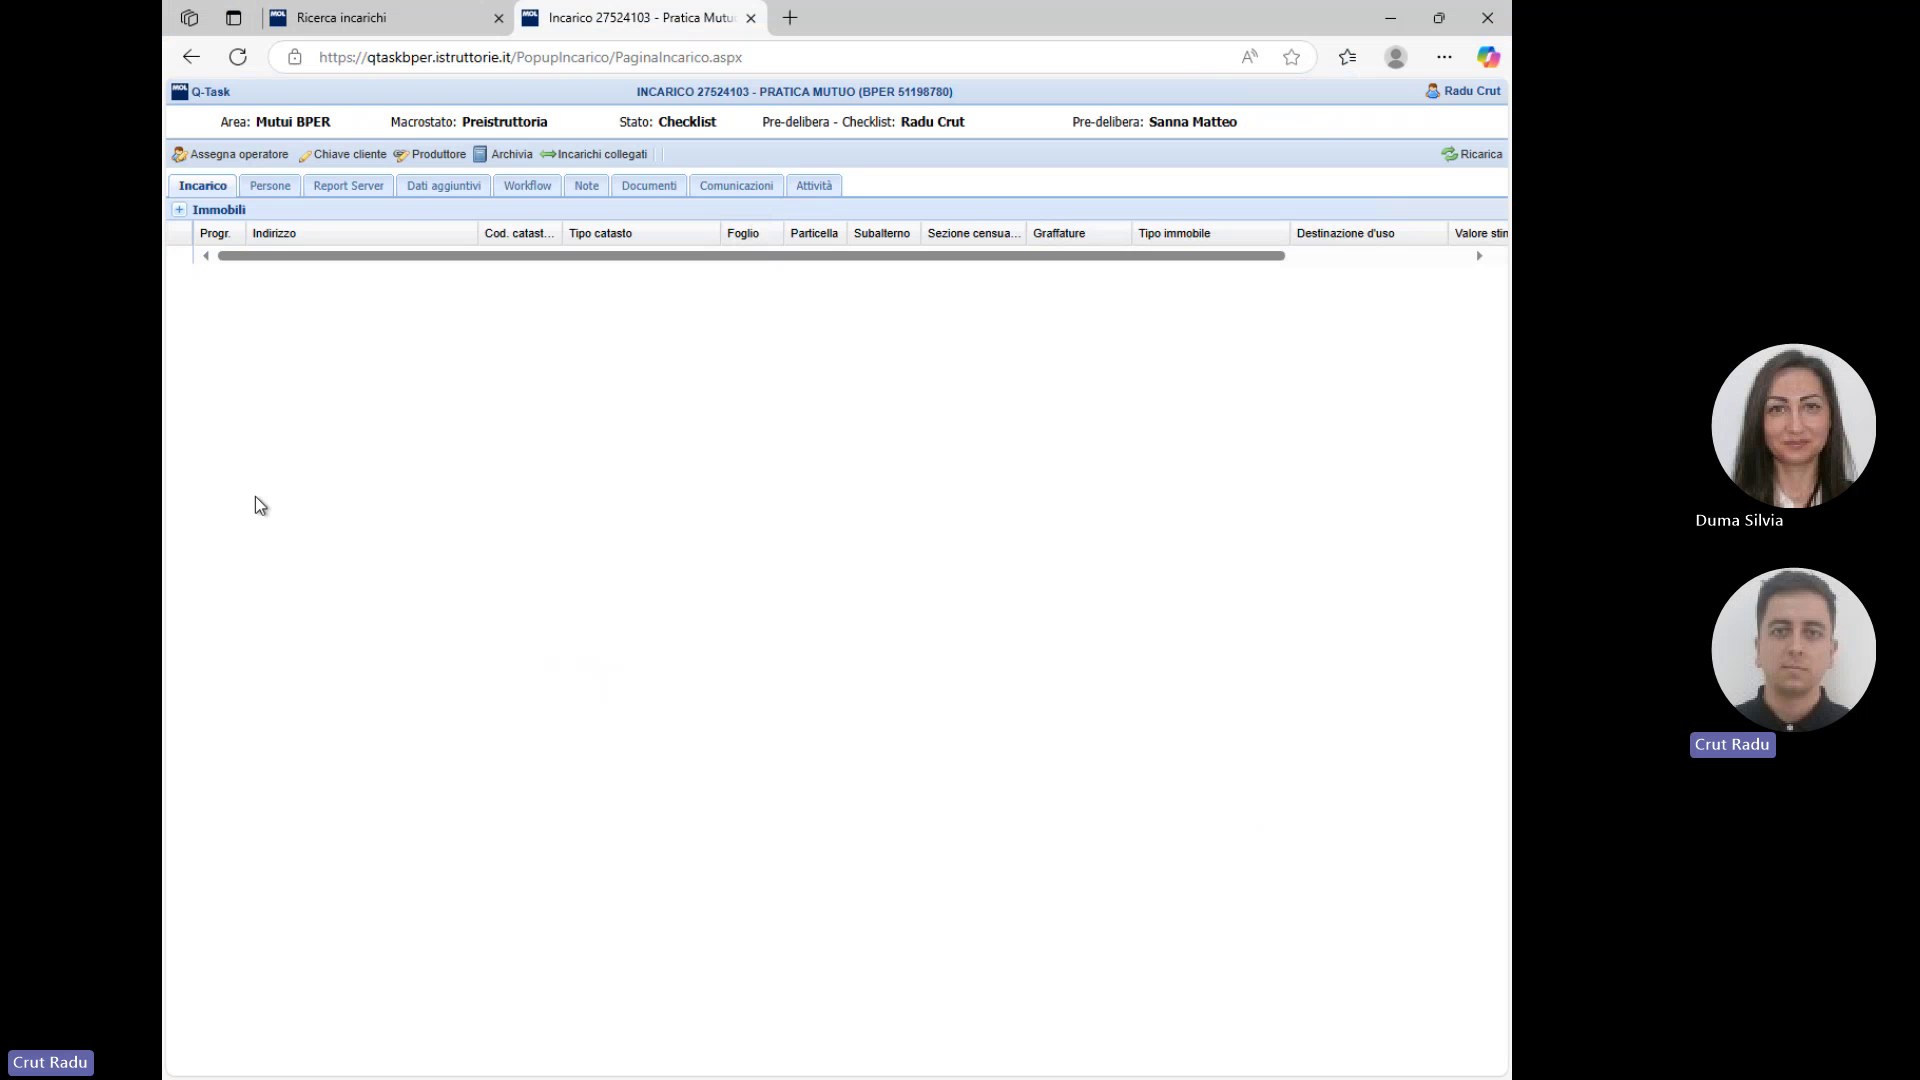 Ricerca incarichi
Incarico 27524103 - Pratica Mutu
https://qtaskbper.istruttorie.it/PopupIncarico/PaginaIncarico.aspx
MOL Q-Task INCARICO 27524103 - PRATICA MUTUO (BPER 51198780) Radu Crut
Area: Mutui BPER Macrostato: Preistruttoria Stato: Checklist Pre-delibera - Checklist: Radu Crut Pre-delibera: Sanna Matteo
Assegna operatore Chiave cliente Produttore Archivia Incarichi collegati Ricarica
Incarico Persone Report Server Dati aggiuntivi Workflow Note Documenti Comunicazioni Attività
Immobili
Progr. Indirizzo Cod. catast... Tipo catasto Foglio Particella Subalterno Sezione censua... Graffature Tipo immobile Destinazione d'uso Valore stin
Duma Silvia
Crut Radu
Crut Radu